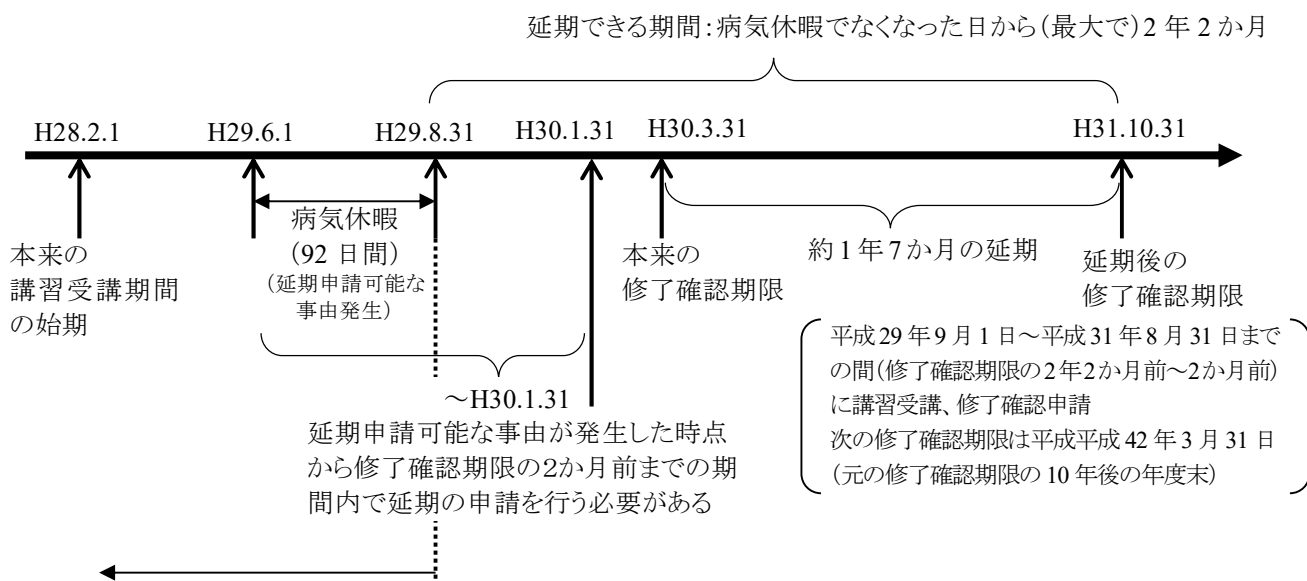 延期できる期間:病気休暇でなくなった日から(最大で)2年2か月
H28.2.1
H29.6.1
H29.8.31
H30.1.31
H30.3.31
H31.10.31
病気休暇
(92日間)
(延期申請可能な
事由発生)
本来の
講習受講期間
の始期
本来の
修了確認期限
約1年7か月の延期
延期後の
修了確認期限
~H30.1.31
延期申請可能な事由が発生した時点
から修了確認期限の2か月前までの期
間内で延期の申請を行う必要がある
平成29年9月1日~平成31年8月31日まで
の間(修了確認期限の2年2か月前~2か月前)
に講習受講、修了確認申請
次の修了確認期限は平成平成42年3月31日
(元の修了確認期限の10年後の年度末)